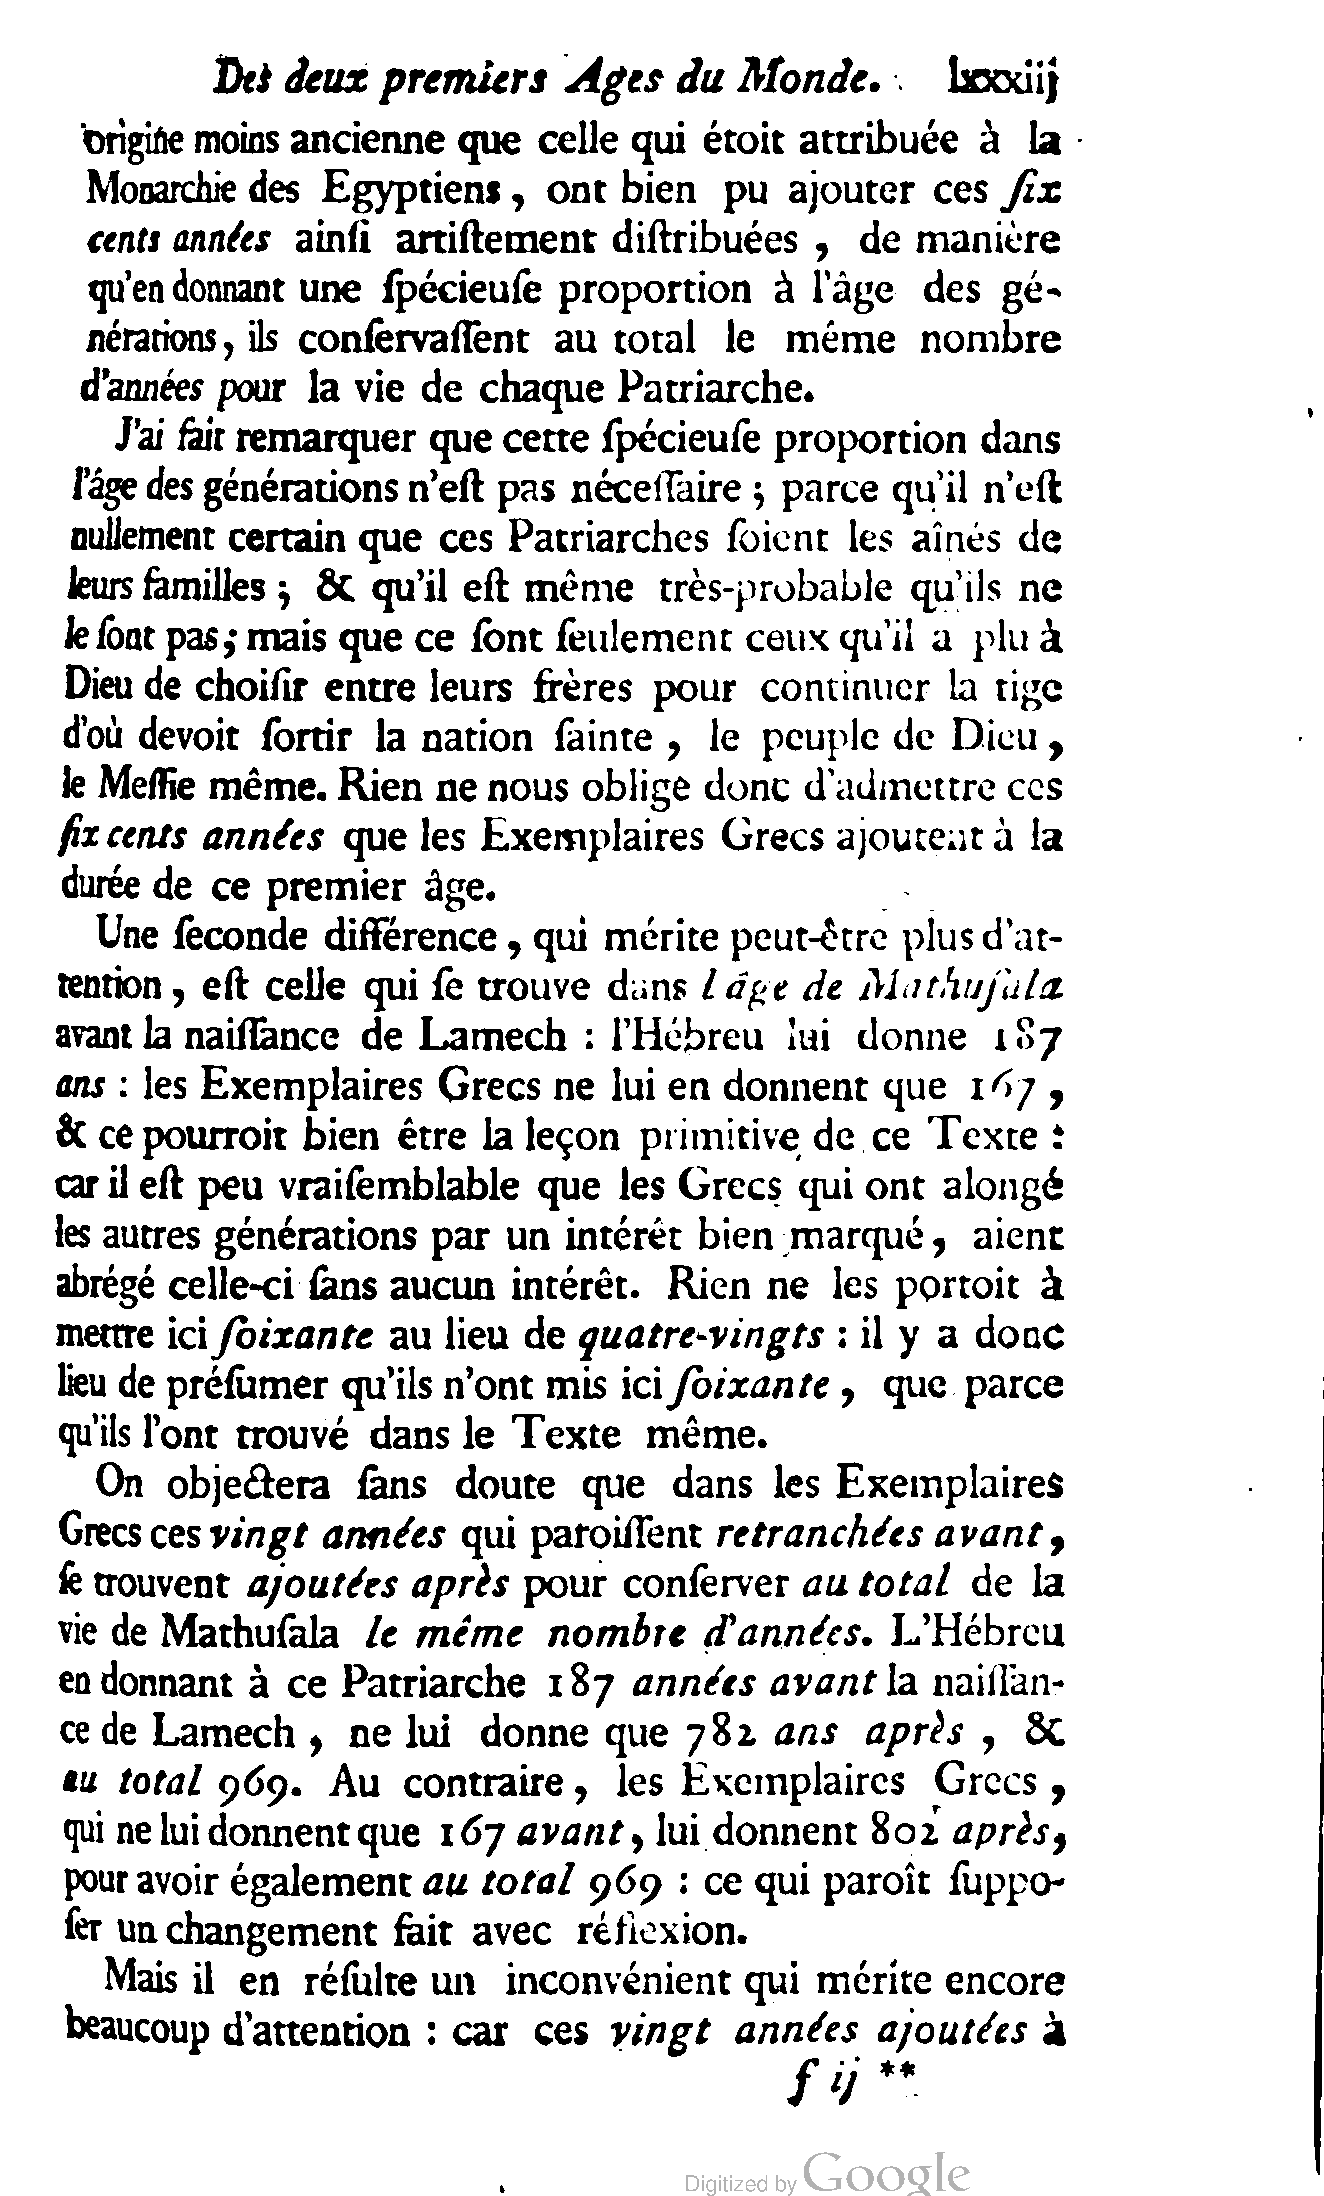 Des deux premiers Ages du Monde. lxxxiij
origine moins ancienne que celle qui étoit attribuée à la
Monarchie des Egyptiens, ont bien pu ajouter ces ſix
cents années ainſi artiſtement diſtribuées, de manière
qu'en donnant une ſpécieuſe proportion à l'âge des gé-
nérations, ils conſervaſſent au total le même nombre
d'années pour la vie de chaque Patriarche.
J'ai fait remarquer que cette ſpécieuſe proportion dans
l'âge des générations n'eſt pas néceſſaire ; parce qu'il n'eſt
nullement certain que ces Patriarches ſoient les aînés de
leurs familles ; & qu'il eſt même très-probable qu'ils ne
le ſont pas ; mais que ce ſont ſeulement ceux qu'il a plu à
Dieu de choiſir entre leurs frères pour continuer la tige
d'où devoit ſortir la nation ſainte, le peuple de Dieu,
le Meſſie même. Rien ne nous oblige donc d'admettre ces
ſix cents années que les Exemplaires Grecs ajoutent à la
durée de ce premier âge.
Une ſeconde différence, qui mérite peut-être plus d'at-
tention, eſt celle qui ſe trouve dans l'âge de Mathuſala
avant la naiſſance de Lamech : l'Hébreu lui donne 187
ans : les Exemplaires Grecs ne lui en donnent que 167,
& ce pourroit bien être la leçon primitive de ce Texte :
car il eſt peu vraiſemblable que les Grecs qui ont alongé
les autres générations par un intérêt bien marqué, aient
abrégé celle-ci ſans aucun intérêt. Rien ne les portoit à
mettre ici ſoixante au lieu de quatre-vingts : il y a donc
lieu de préſumer qu'ils n'ont mis ici ſoixante, que parce
qu'ils l'ont trouvé dans le Texte même.
On objectera ſans doute que dans les Exemplaires
Grecs ces vingt années qui paroiſſent retranchées avant,
ſe trouvent ajoutées après pour conſerver au total de la
vie de Mathuſala le même nombre d'années. L'Hébreu
en donnant à ce Patriarche 187 années avant la naiſſan-
ce de Lamech, ne lui donne que 782 ans après, &
au total 969. Au contraire, les Exemplaires Grecs,
qui ne lui donnent que 167 avant, lui donnent 802 après,
pour avoir également au total 969 : ce qui paroît ſuppo-
ſer un changement fait avec réflexion.
Mais il en réſulte un inconvénient qui mérite encore
beaucoup d'attention : car ces vingt années ajoutées à
f ij **
Digitized by Google